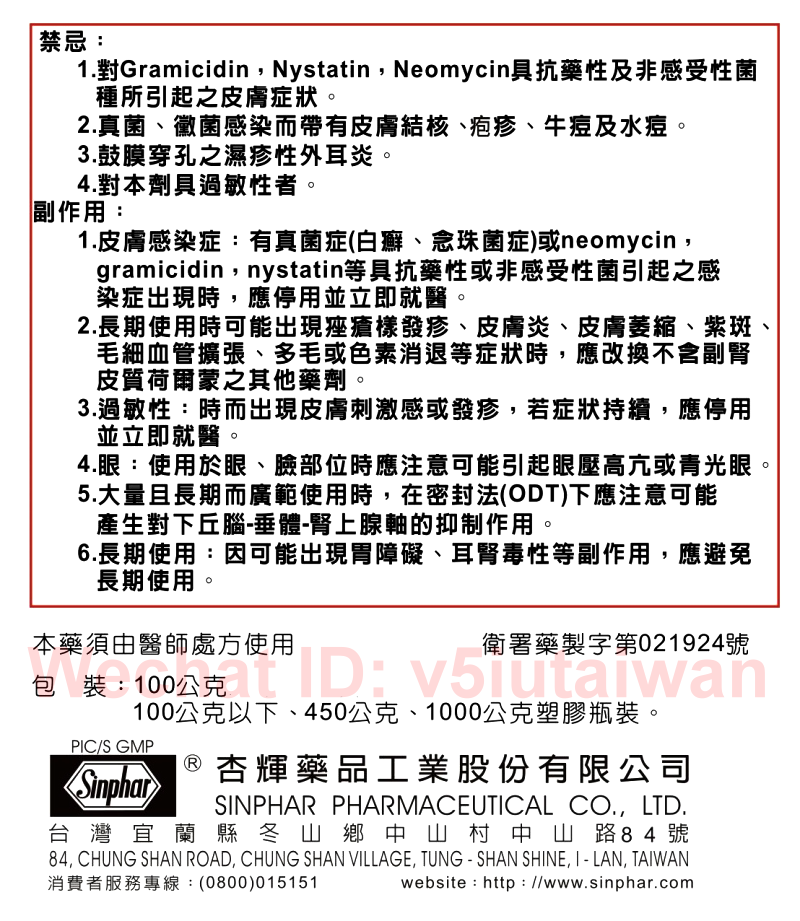 禁忌：
1.對Gramicidin，Nystatin，Neomycin具抗藥性及非感受性菌
種所引起之皮膚症狀。
2.真菌、黴菌感染而帶有皮膚結核、疱疹、牛痘及水痘。
3.鼓膜穿孔之濕疹性外耳炎。
4.對本劑具過敏性者。
副作用：
1.皮膚感染症：有真菌症(白癬、念珠菌症)或neomycin，
gramicidin，nystatin等具抗藥性或非感受性菌引起之感
染症出現時，應停用並立即就醫。
2.長期使用時可能出現痤瘡樣發疹、皮膚炎、皮膚萎縮、紫斑、
毛細血管擴張、多毛或色素消退等症狀時，應改換不含副腎
皮質荷爾蒙之其他藥劑。
3.過敏性：時而出現皮膚刺激感或發疹，若症狀持續，應停用
並立即就醫。
4.眼：使用於眼、臉部位時應注意可能引起眼壓高亢或青光眼。
5.大量且長期而廣範使用時，在密封法(ODT)下應注意可能
產生對下丘腦-垂體-腎上腺軸的抑制作用。
6.長期使用：因可能出現胃障礙、耳腎毒性等副作用，應避免
長期使用。
本藥須由醫師處方使用 衛署藥製字第021924號
Wechat ID: v5iutaiwan
包 裝：100公克
100公克以下、450公克、1000公克塑膠瓶裝。
PIC/S GMP
Sinphar ® 杏輝藥品工業股份有限公司
SINPHAR PHARMACEUTICAL CO., LTD.
台灣宜蘭縣冬山鄉中山村中山路84號
84, CHUNG SHAN ROAD, CHUNG SHAN VILLAGE, TUNG - SHAN SHINE, I - LAN, TAIWAN
消費者服務專線：(0800)015151 website：http：//www.sinphar.com